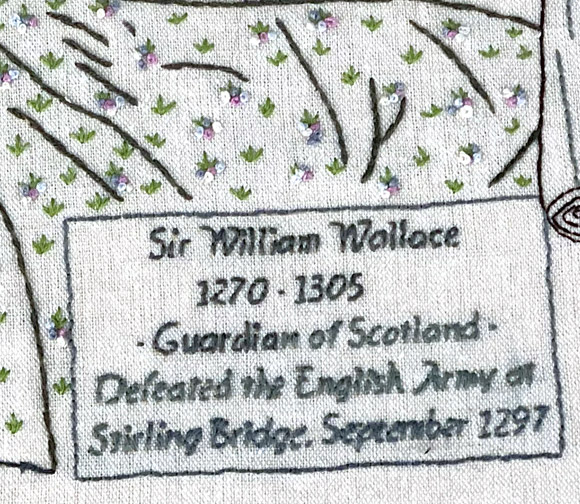 Sir William Wallace
1270 - 1305
- Guardian of Scotland -
Defeated the English Army at
Stirling Bridge, September 1297